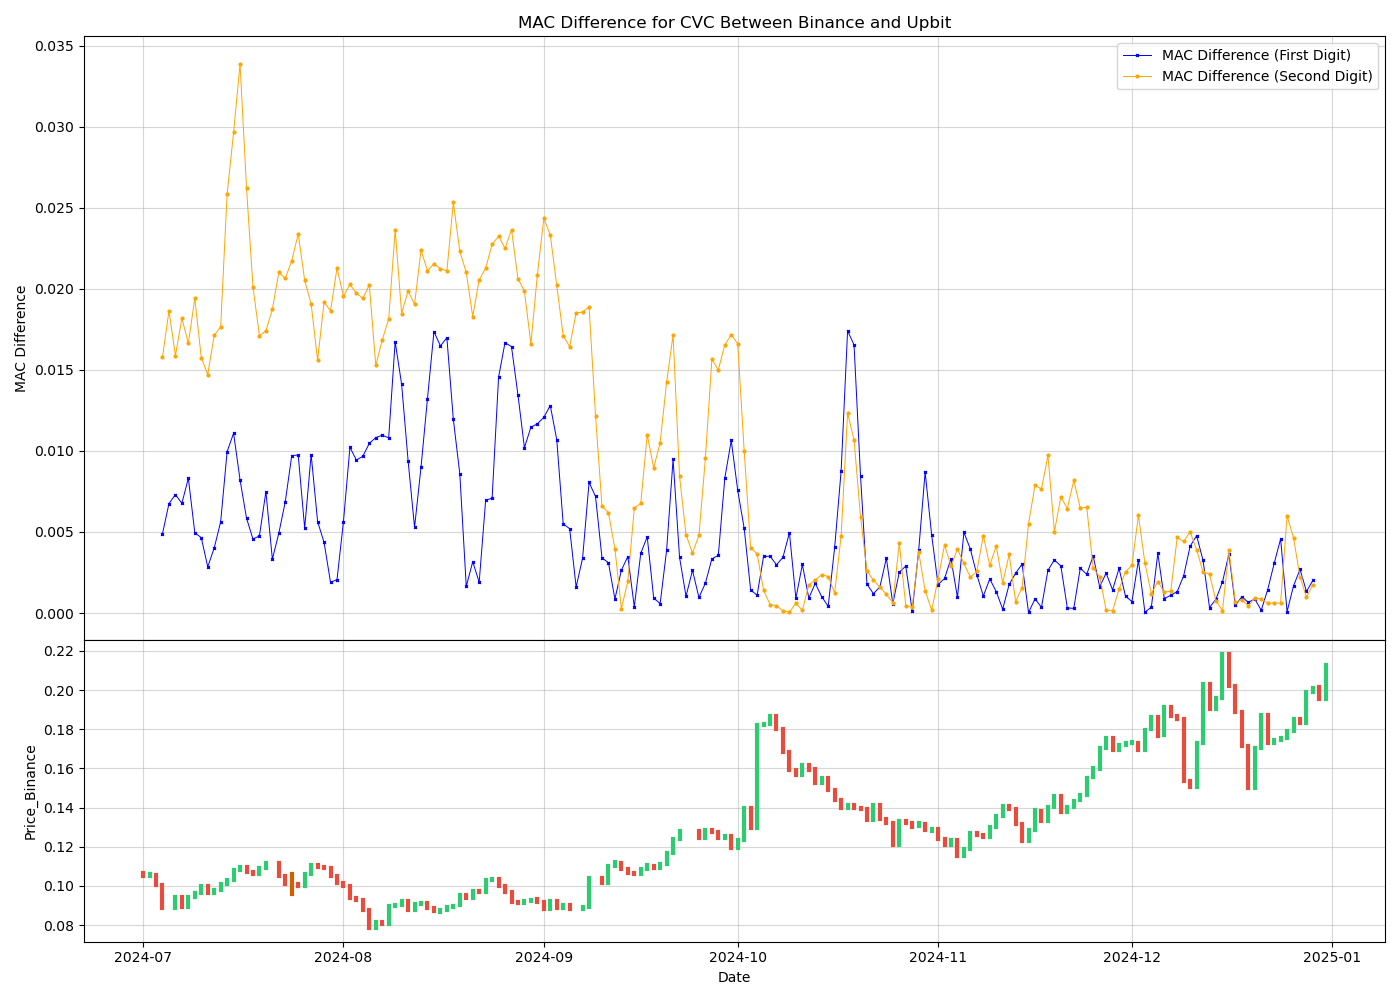 MAC Difference for CVC Between Binance and Upbit
MAC Difference (First Digit)
MAC Difference (Second Digit)
MAC Difference
0.035
0.030
0.025
0.020
0.015
0.010
0.005
0.000
Price_Binance
0.22
0.20
0.18
0.16
0.14
0.12
0.10
0.08
2024-07 2024-08 2024-09 2024-10 2024-11 2024-12 2025-01
Date